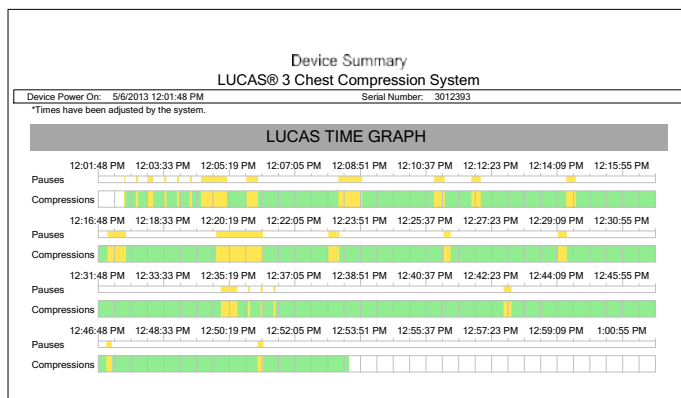 Device Summary
LUCAS® 3 Chest Compression System
Device Power On: 5/6/2013 12:01:48 PM Serial Number: 3012393
*Times have been adjusted by the system.
LUCAS TIME GRAPH
12:01:48 PM 12:03:33 PM 12:05:19 PM 12:07:05 PM 12:08:51 PM 12:10:37 PM 12:12:23 PM 12:14:09 PM 12:15:55 PM
Pauses
Compressions
12:16:48 PM 12:18:33 PM 12:20:19 PM 12:22:05 PM 12:23:51 PM 12:25:37 PM 12:27:23 PM 12:29:09 PM 12:30:55 PM
Pauses
Compressions
12:31:48 PM 12:33:33 PM 12:35:19 PM 12:37:05 PM 12:38:51 PM 12:40:37 PM 12:42:23 PM 12:44:09 PM 12:45:55 PM
Pauses
Compressions
12:46:48 PM 12:48:33 PM 12:50:19 PM 12:52:05 PM 12:53:51 PM 12:55:37 PM 12:57:23 PM 12:59:09 PM 1:00:55 PM
Pauses
Compressions